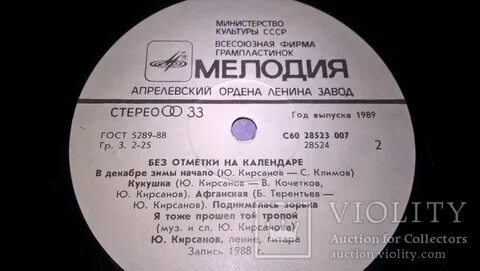 МИНИСТЕРСТВО
КУЛЬТУРЫ СССР
ВСЕСОЮЗНАЯ ФИРМА
ГРАМПЛАСТИНОК
МЕЛОДИЯ
АПРЕЛЕВСКИЙ ОРДЕНА ЛЕНИНА ЗАВОД
СТЕРЕО 33
Год выпуска 1989
ГОСТ 5289-88
Гр. 3. 2-25
С60 28523 007
28524
2
БЕЗ ОТМЕТКИ НА КАЛЕНДАРЕ
В декабре зимы начало (Ю. Кирсанов — С. Климов)
Кукушка (Ю. Кирсанов — В. Кочетков,
Ю. Кирсанов). Афганская (Б. Терентьев —
Ю. Кирсанов). Поднималась зорька
Я тоже прошел той тропой
(муз. и сл. Ю. Кирсанова)
Ю. Кирсанов, пение, гитара
Запись 1988 г.
VIOLITY
Auction for Collectors
auction.violity.com